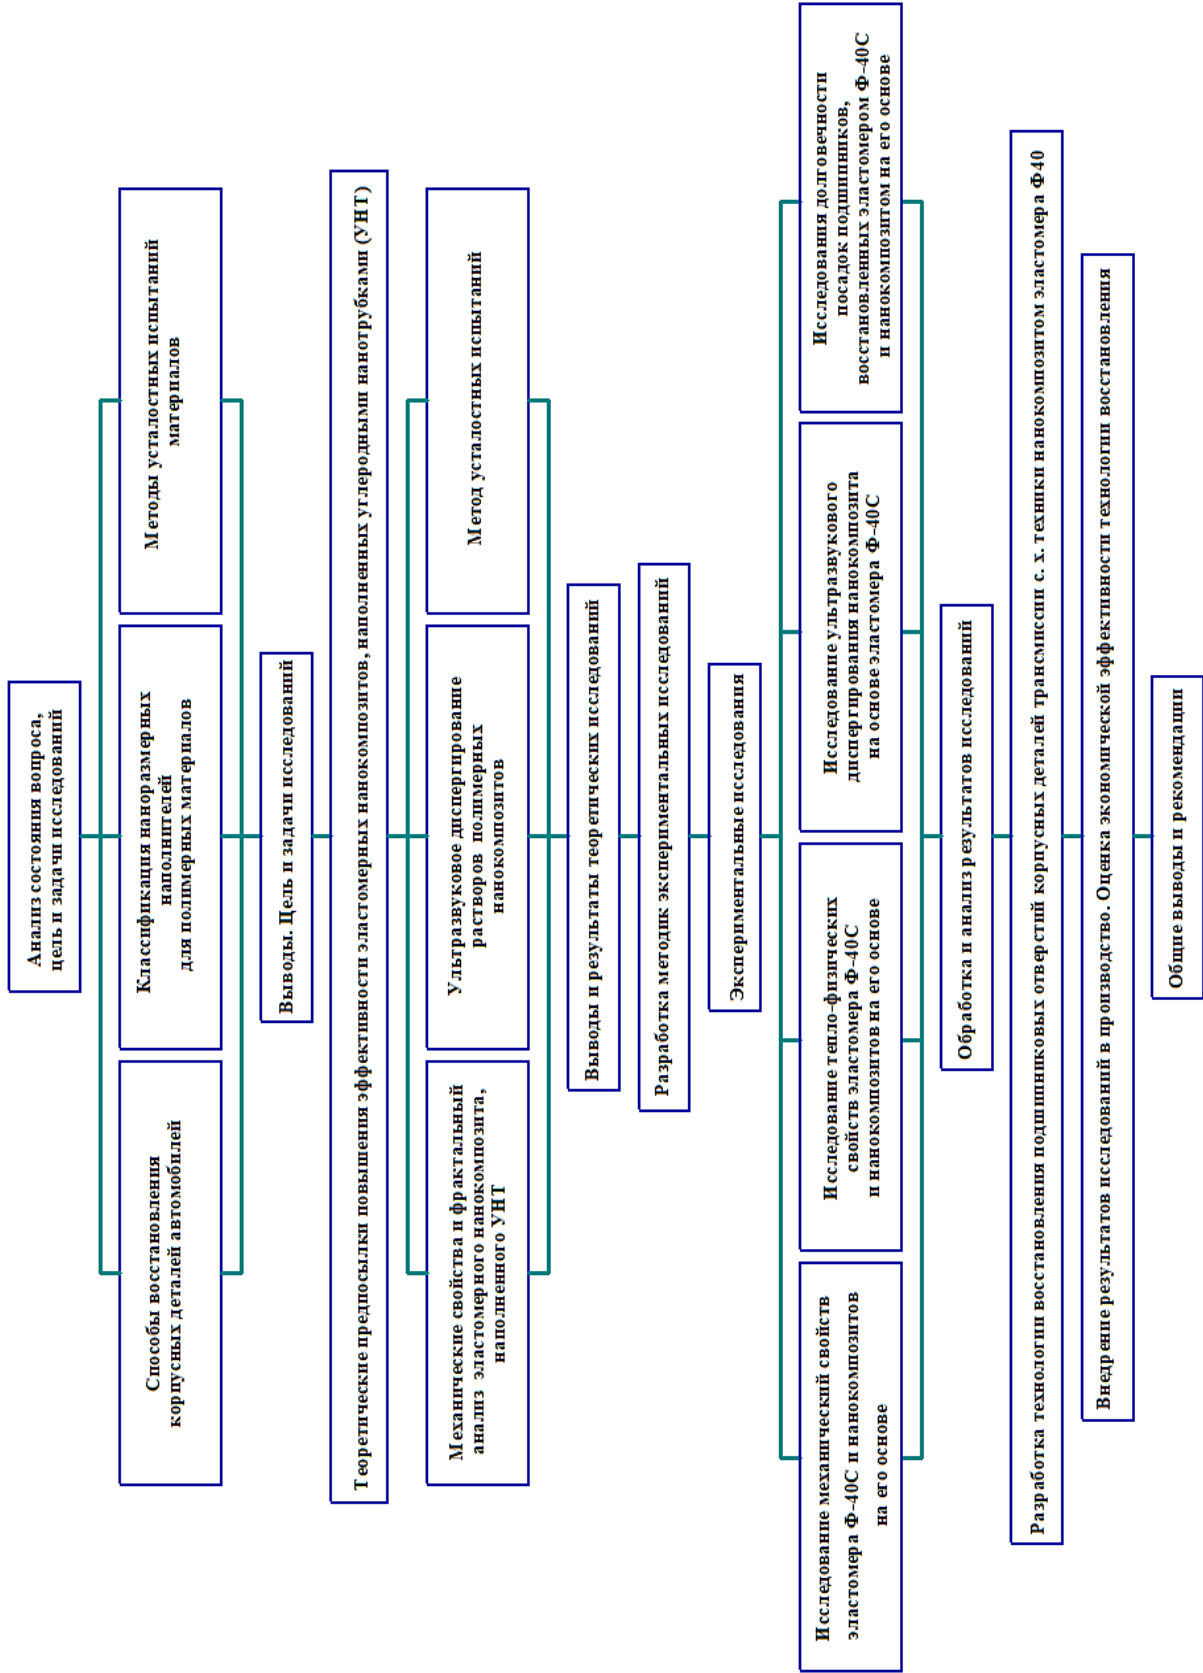 Анализ состояния вопроса,
цель и задачи исследований
Способы восстановления
корпусных деталей автомобилей
Классификация наноразмерных
наполнителей
для полимерных материалов
Методы усталостных испытаний
материалов
Выводы. Цель и задачи исследований
Теоретические предпосылки повышения эффективности эластомерных нанокомпозитов, наполненных углеродными нанотрубками (УНТ)
Механические свойства и фрактальный
анализ эластомерного нанокомпозита,
наполненного УНТ
Ультразвуковое диспергирование
растворов полимерных
нанокомпозитов
Метод усталостных испытаний
Выводы и результаты теоретических исследований
Разработка методик экспериментальных исследований
Экспериментальные исследования
Исследование механический свойств
эластомера Ф-40С и нанокомпозитов
на его основе
Исследование тепло-физических
свойств эластомера Ф-40С
и нанокомпозитов на его основе
Исследование ультразвукового
диспергирования нанокомпозита
на основе эластомера Ф-40С
Исследования долговечности
посадок подшипников,
восстановленных эластомером Ф-40С
и нанокомпозитом на его основе
Обработка и анализ результатов исследований
Разработка технологии восстановления подшипниковых отверстий корпусных деталей трансмиссии с. х. техники нанокомпозитом эластомера Ф40
Внедрение результатов исследований в производство. Оценка экономической эффективности технологии восстановления
Общие выводы и рекомендации